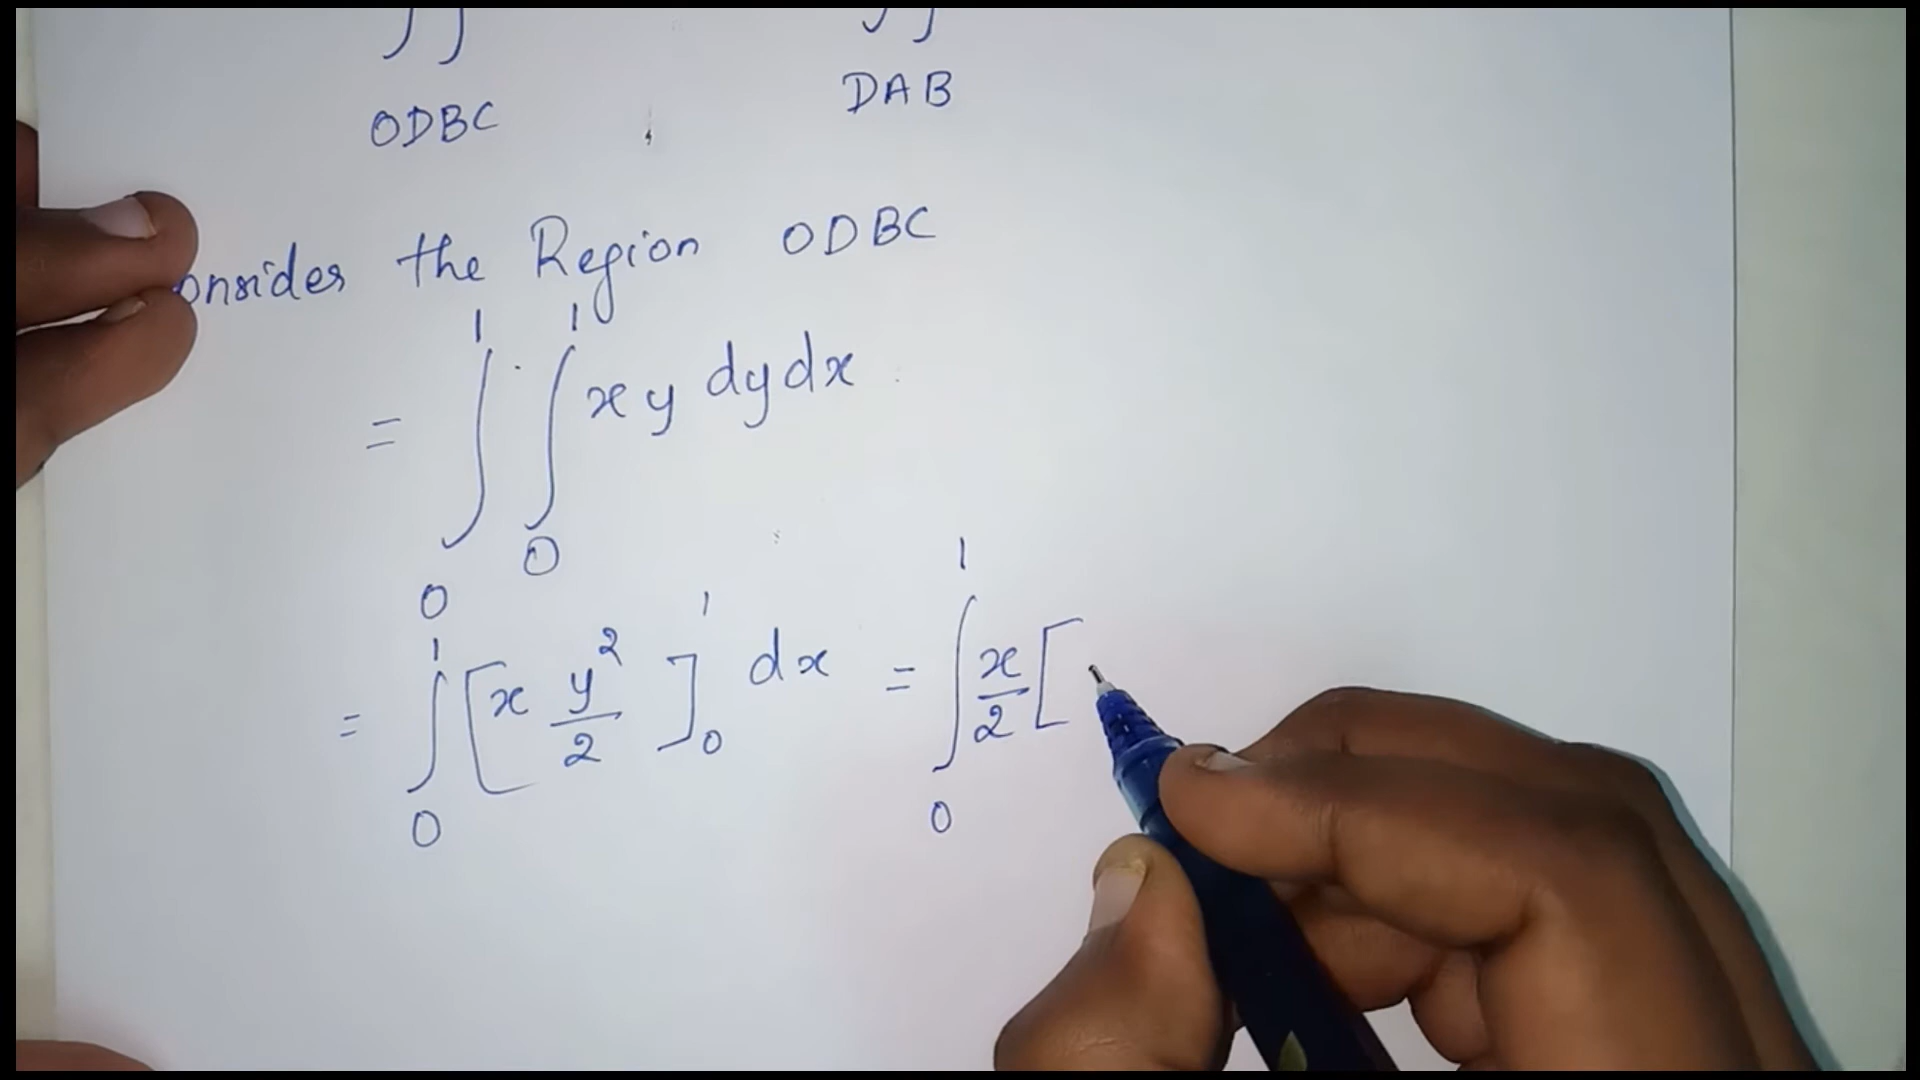 ∫∫ ∫∫
ODBC DAB
onsider the Region ODBC
= ∫₀¹ ∫₀¹ xy dy dx
= ∫₀¹ [x y²/2]₀¹ dx = ∫₀¹ x/2 [